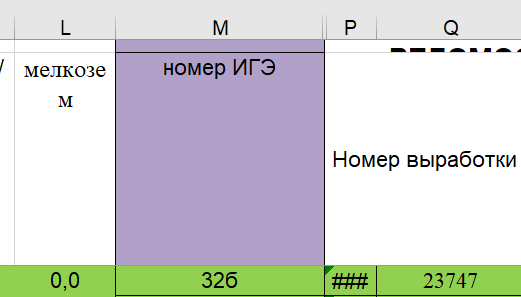 L M P Q
/ мелкозе номер ИГЭ
м
Номер выработки
0,0 32б ### 23747